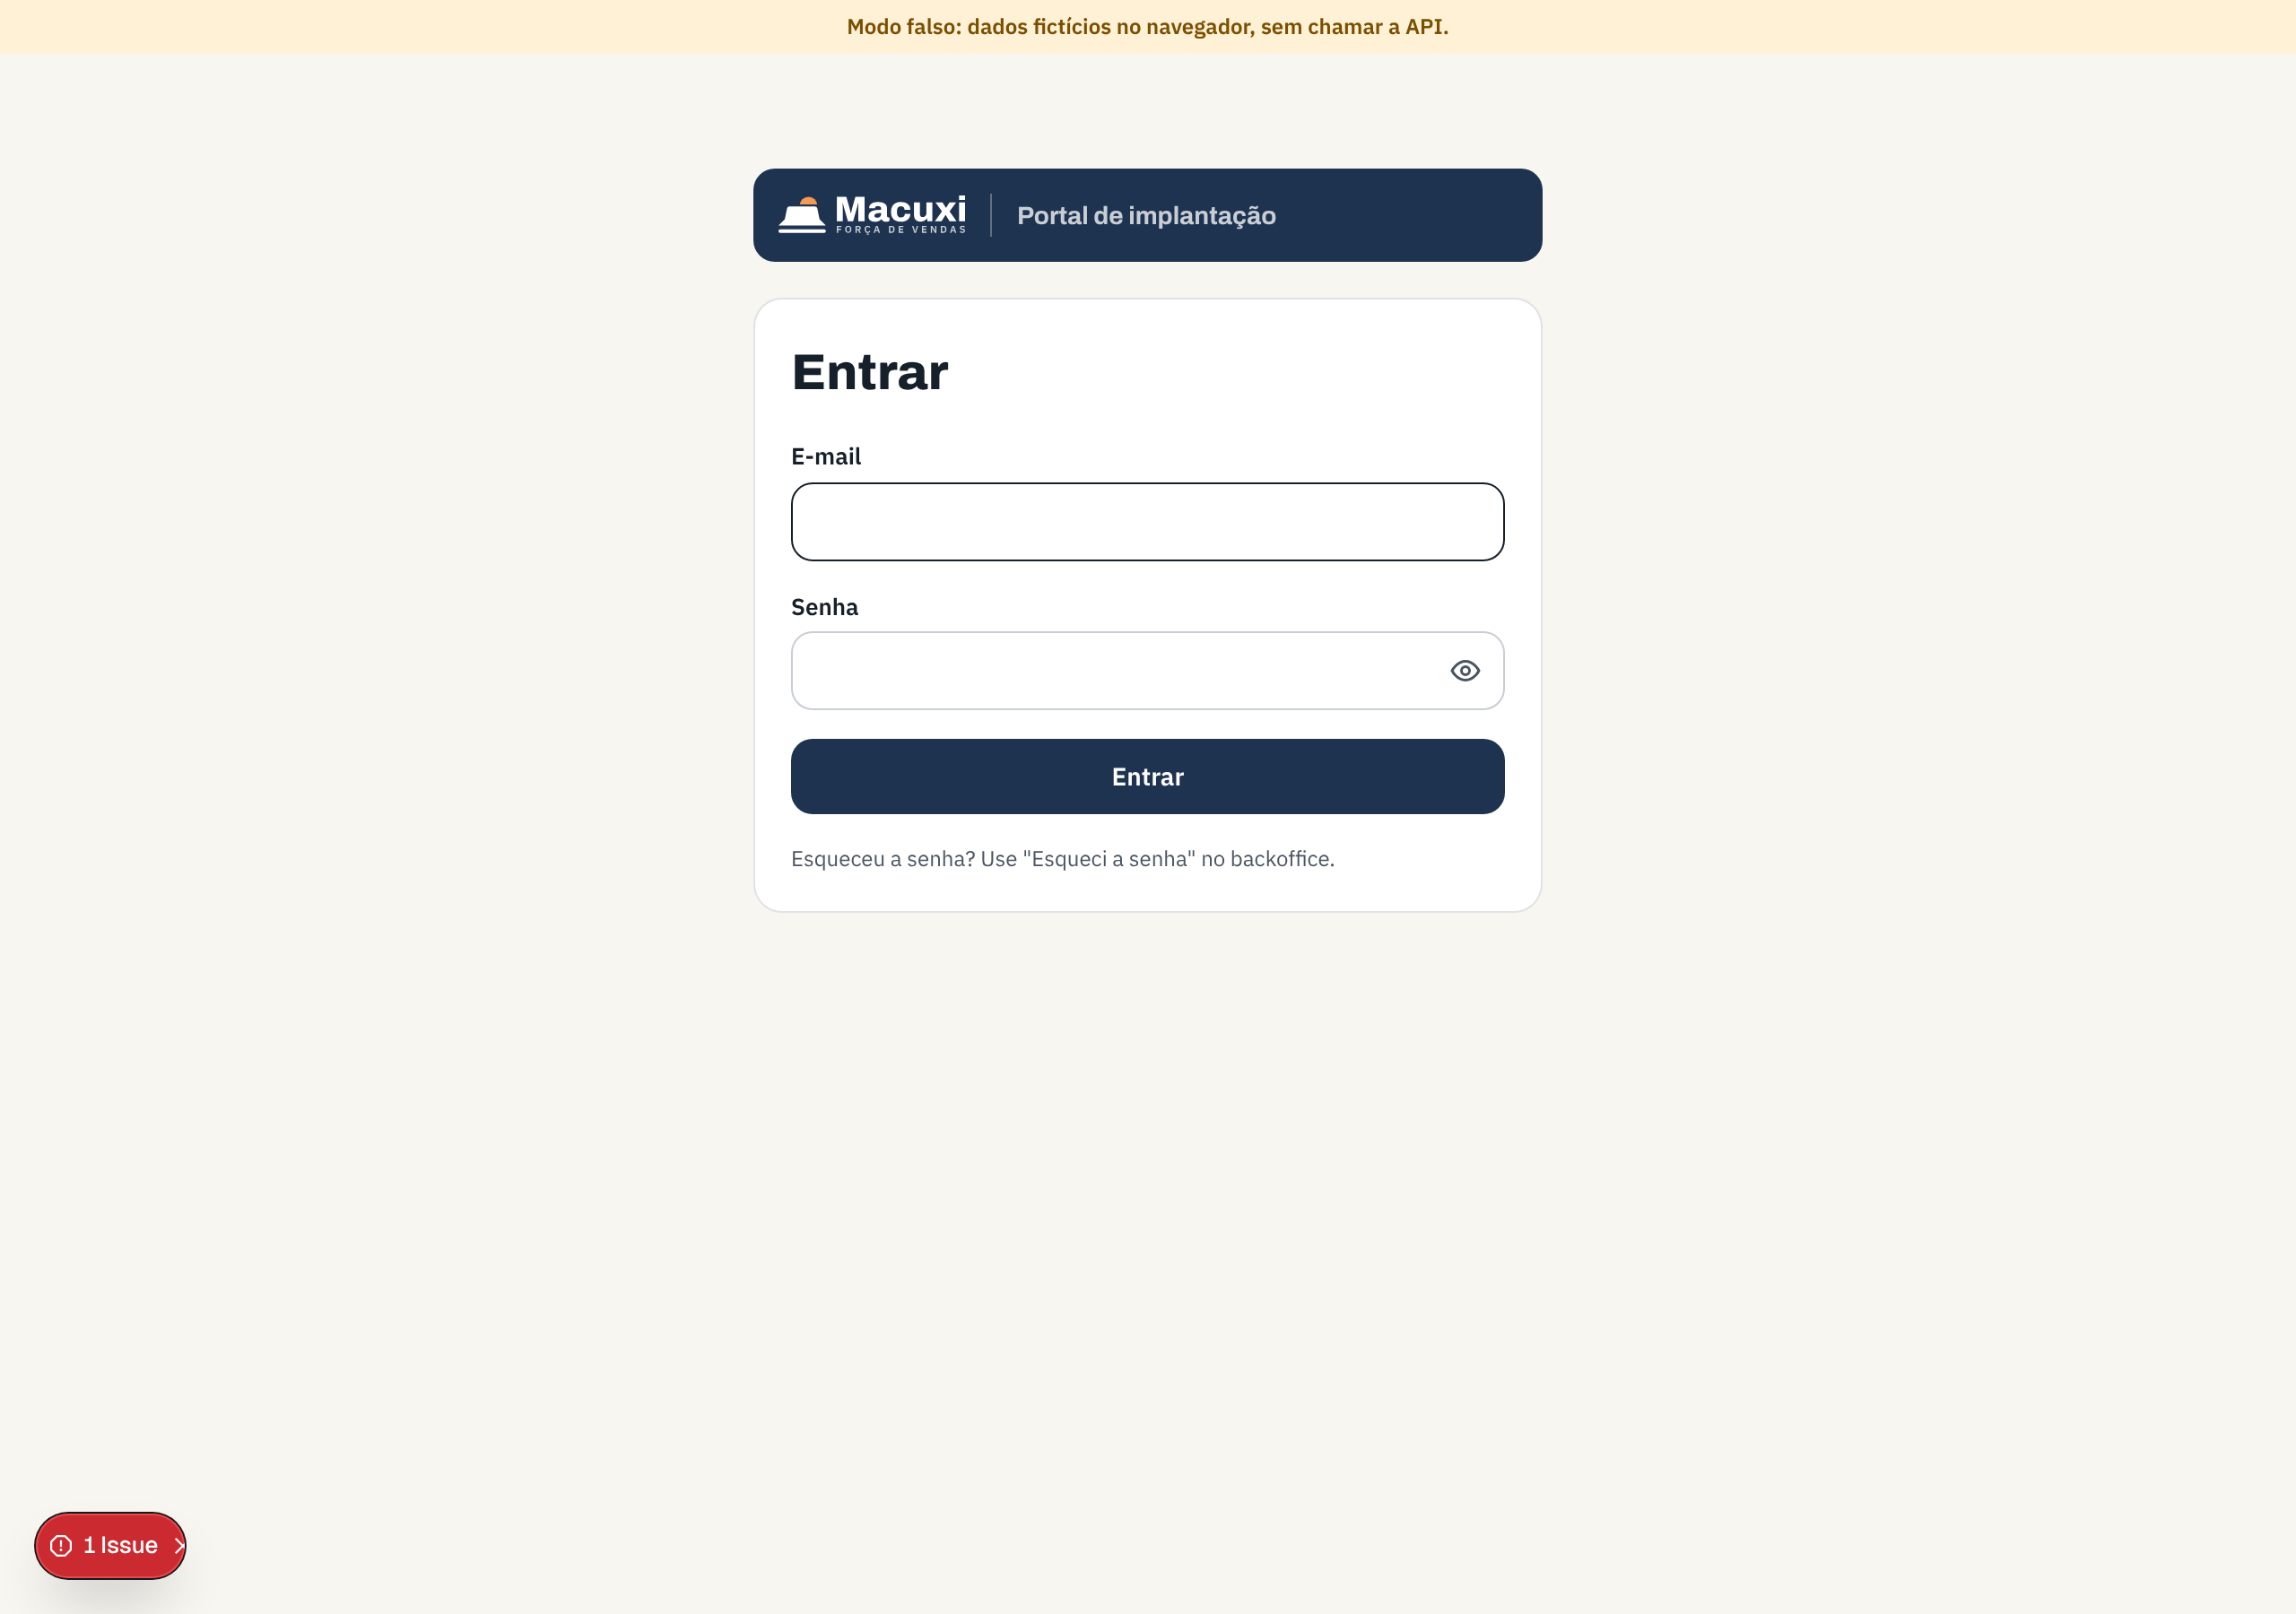 Modo falso: dados fictícios no navegador, sem chamar a API.
Macuxi
FORÇA DE VENDAS
Portal de implantação
Entrar
E-mail
Senha
Entrar
Esqueceu a senha? Use "Esqueci a senha" no backoffice.
1 Issue